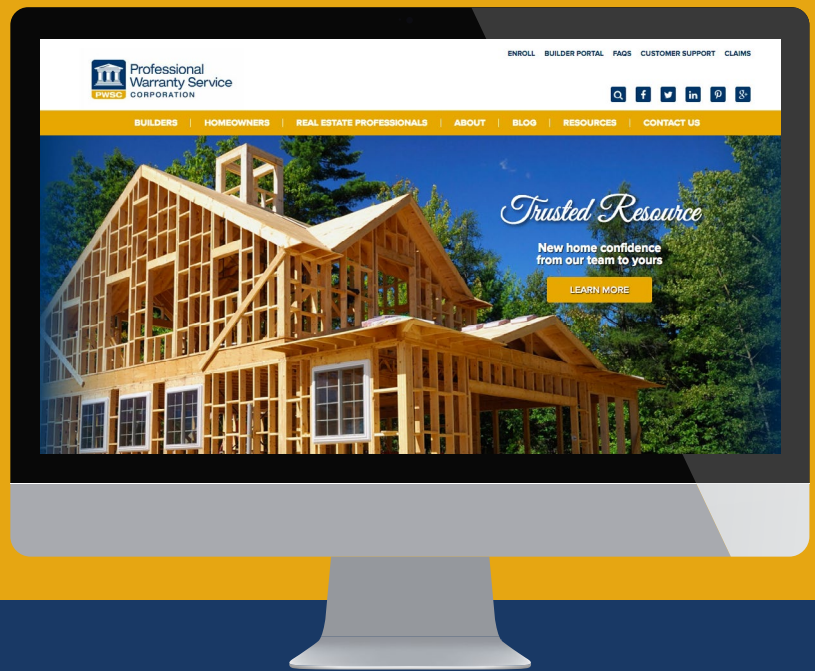 ENROLL BUILDER PORTAL FAQS CUSTOMER SUPPORT CLAIMS
Professional
Warranty Service
CORPORATION
PWSC
f in g+
BUILDERS | HOMEOWNERS | REAL ESTATE PROFESSIONALS | ABOUT | BLOG | RESOURCES | CONTACT US
Trusted Resource
New home confidence
from our team to yours
LEARN MORE